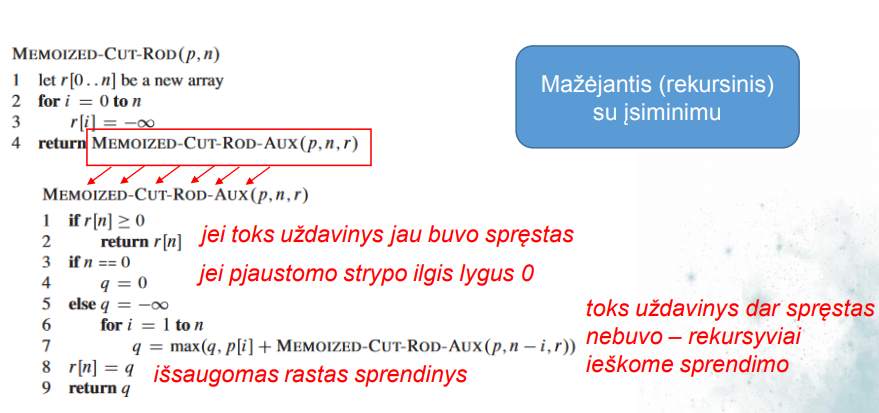 MEMOIZED-CUT-ROD(p, n)
1 let r[0..n] be a new array
2 for i = 0 to n
3 r[i] = −∞
4 return MEMOIZED-CUT-ROD-AUX(p, n, r)
Mažėjantis (rekursinis)
su įsiminimu
MEMOIZED-CUT-ROD-AUX(p, n, r)
1 if r[n] ≥ 0
2 return r[n]
jei toks uždavinys jau buvo spręstas
3 if n == 0
4 q = 0
jei pjaustomo strypo ilgis lygus 0
5 else q = −∞
6 for i = 1 to n
7 q = max(q, p[i] + MEMOIZED-CUT-ROD-AUX(p, n − i, r))
toks uždavinys dar spręstas
nebuvo – rekursyviai
ieškome sprendimo
8 r[n] = q
išsaugomas rastas sprendinys
9 return q